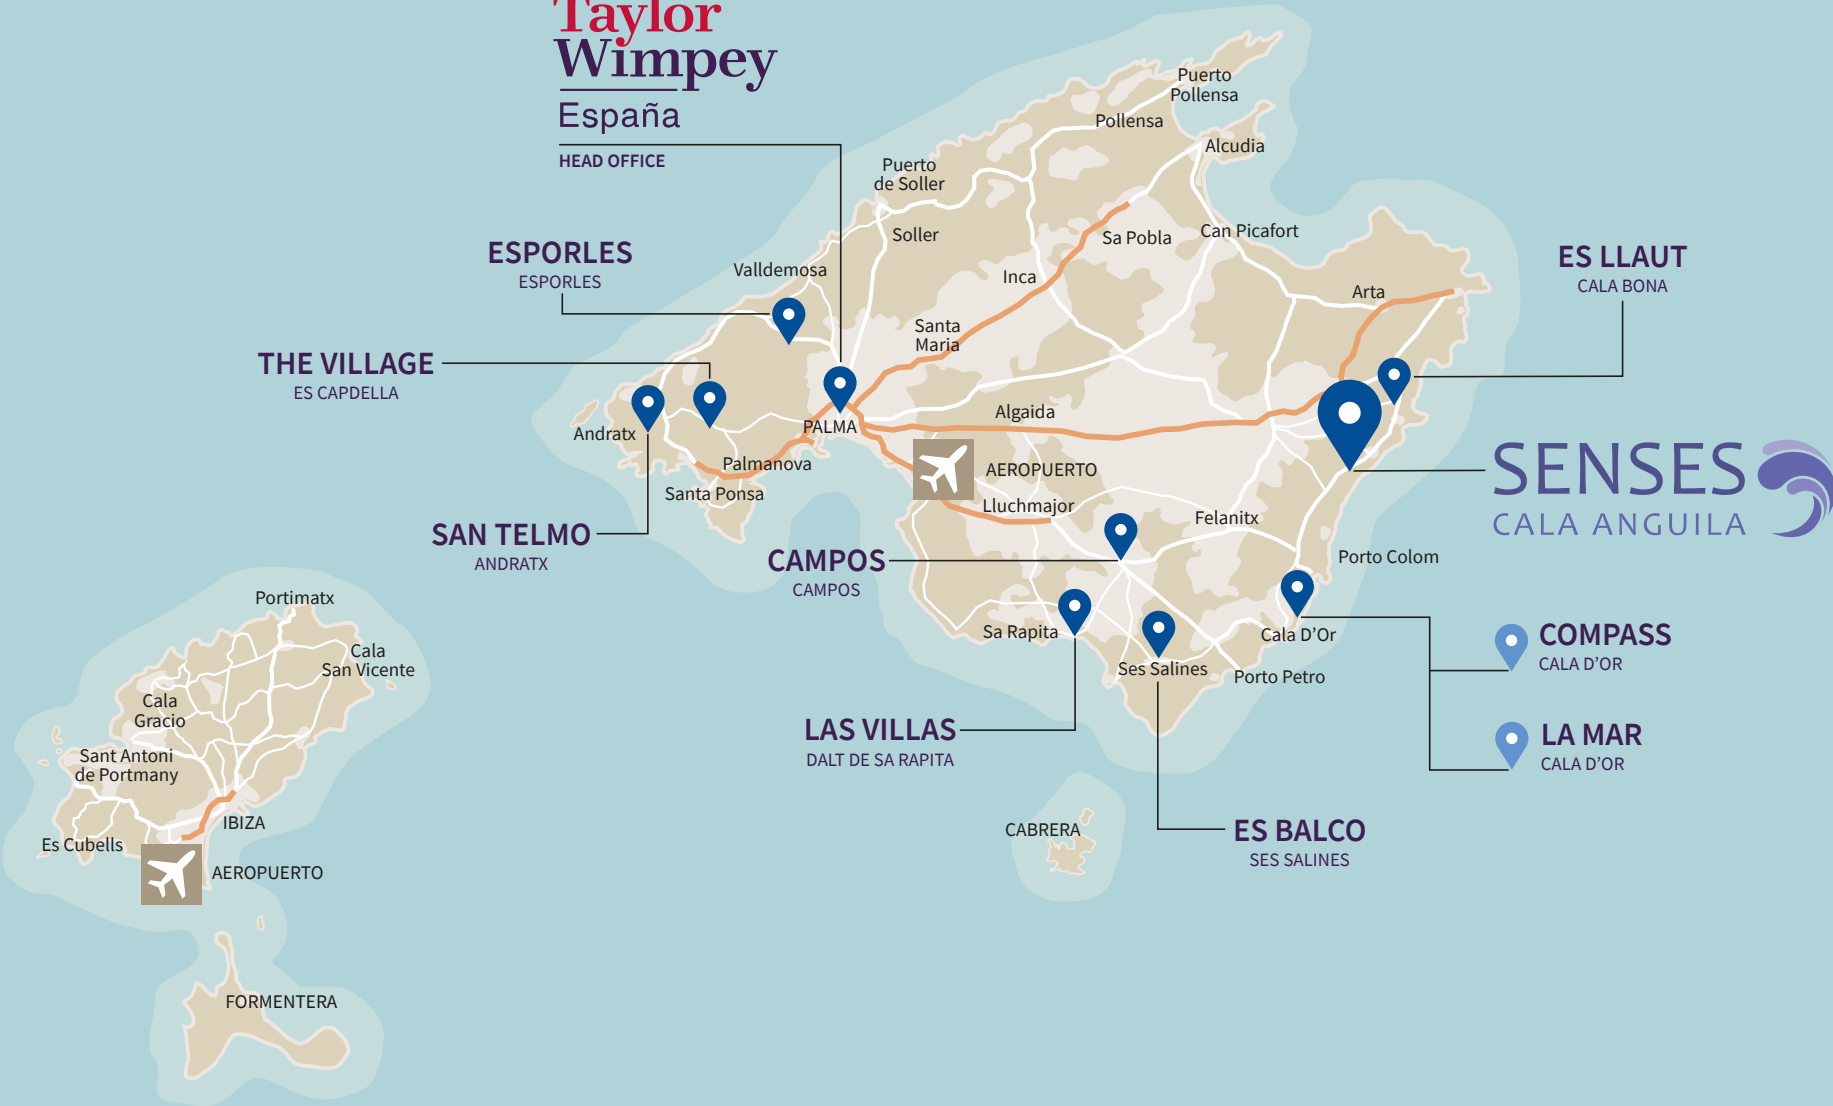 Taylor
Wimpey
España
HEAD OFFICE
Puerto
Pollensa
Pollensa
Alcudia
Puerto
de Soller
Soller
Sa Pobla
Can Picafort
ESPORLES
ESPORLES
Valldemosa
Inca
Arta
ES LLAUT
CALA BONA
Santa
Maria
THE VILLAGE
ES CAPDELLA
Andratx
PALMA
Algaida
Palmanova
Santa Ponsa
AEROPUERTO
Lluchmajor
Felanitx
SENSES
CALA ANGUILA
SAN TELMO
ANDRATX
CAMPOS
CAMPOS
Porto Colom
Sa Rapita
Cala D’Or
Ses Salines
Porto Petro
COMPASS
CALA D’OR
LAS VILLAS
DALT DE SA RAPITA
LA MAR
CALA D’OR
CABRERA
ES BALCO
SES SALINES
Portimatx
Cala
San Vicente
Cala
Gracio
Sant Antoni
de Portmany
IBIZA
Es Cubells
AEROPUERTO
FORMENTERA